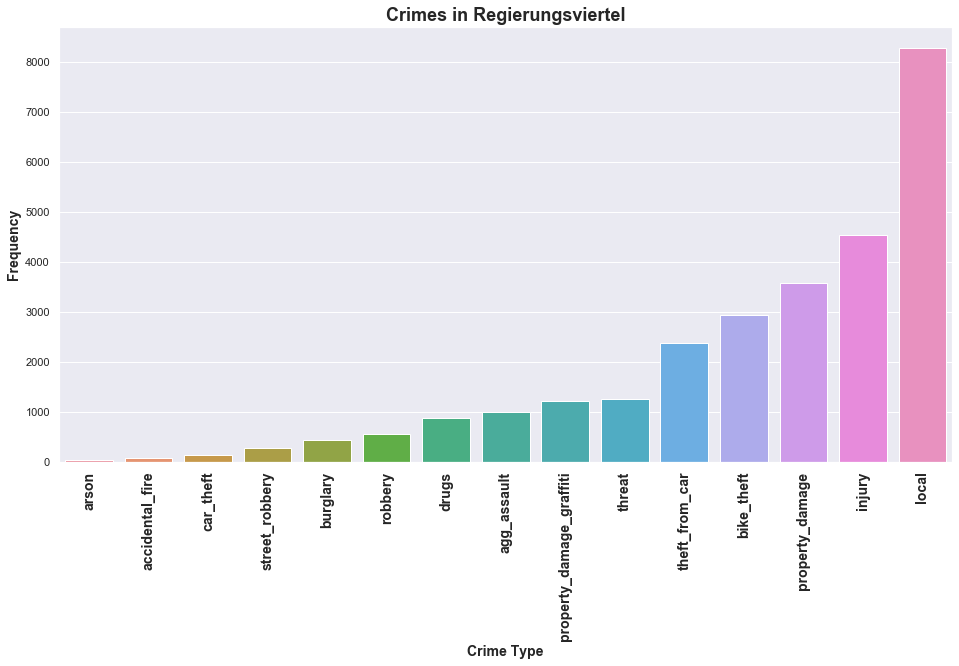 Crimes in Regierungsviertel
Frequency
8000
7000
6000
5000
4000
3000
2000
1000
0
arson
accidental_fire
car_theft
street_robbery
burglary
robbery
drugs
agg_assault
property_damage_graffiti
threat
theft_from_car
bike_theft
property_damage
injury
local
Crime Type